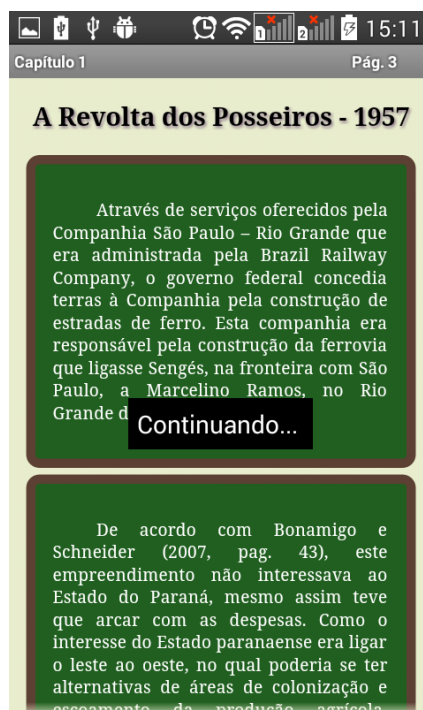 15:11
Capítulo 1 Pág. 3
A Revolta dos Posseiros - 1957
Através de serviços oferecidos pela
Companhia São Paulo – Rio Grande que
era administrada pela Brazil Railway
Company, o governo federal concedia
terras à Companhia pela construção de
estradas de ferro. Esta companhia era
responsável pela construção da ferrovia
que ligasse Sengés, na fronteira com São
Paulo, a Marcelino Ramos, no Rio
Grande d
Continuando...
De acordo com Bonamigo e
Schneider (2007, pag. 43), este
empreendimento não interessava ao
Estado do Paraná, mesmo assim teve
que arcar com as despesas. Como o
interesse do Estado paranaense era ligar
o leste ao oeste, no qual poderia se ter
alternativas de áreas de colonização e
escoamento da produção agrícola,